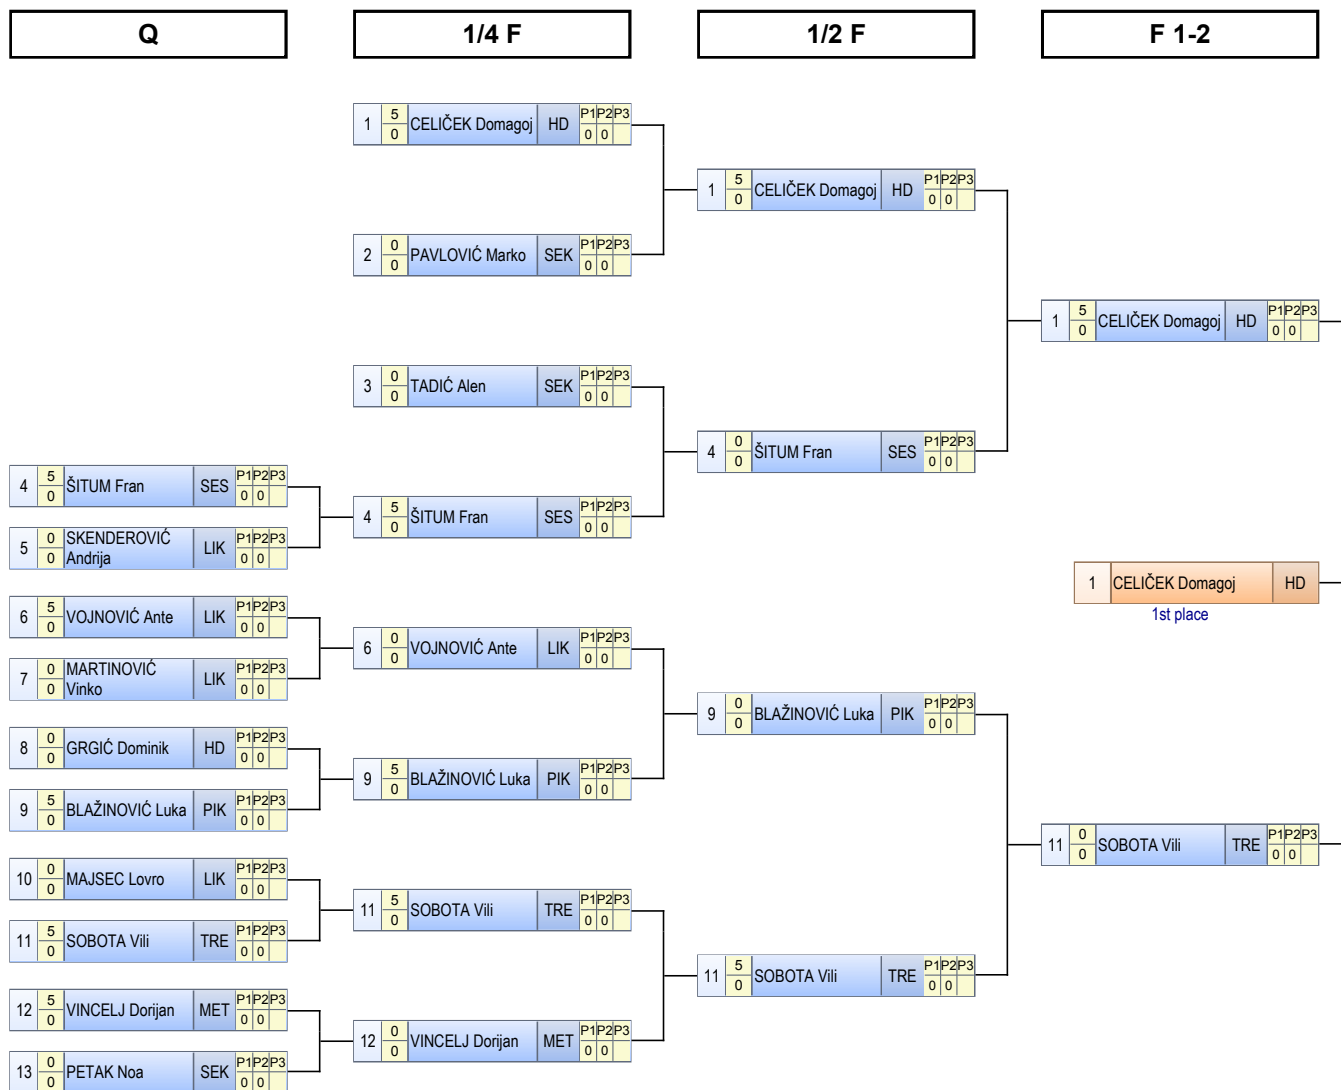 Q
1/4 F
1/2 F
F 1-2
4 5 0 ŠITUM Fran SES P1 P2 P3 0 0
5 0 0 SKENDEROVIĆ
Andrija LIK P1 P2 P3 0 0
6 5 0 VOJNOVIĆ Ante LIK P1 P2 P3 0 0
7 0 0 MARTINOVIĆ
Vinko LIK P1 P2 P3 0 0
8 0 0 GRGIĆ Dominik HD P1 P2 P3 0 0
9 5 0 BLAŽINOVIĆ Luka PIK P1 P2 P3 0 0
10 0 0 MAJSEC Lovro LIK P1 P2 P3 0 0
11 5 0 SOBOTA Vili TRE P1 P2 P3 0 0
12 5 0 VINCELJ Dorijan MET P1 P2 P3 0 0
13 0 0 PETAK Noa SEK P1 P2 P3 0 0
1 5 0 CELIČEK Domagoj HD P1 P2 P3 0 0
2 0 0 PAVLOVIĆ Marko SEK P1 P2 P3 0 0
3 0 0 TADIĆ Alen SEK P1 P2 P3 0 0
4 5 0 ŠITUM Fran SES P1 P2 P3 0 0
6 0 0 VOJNOVIĆ Ante LIK P1 P2 P3 0 0
9 5 0 BLAŽINOVIĆ Luka PIK P1 P2 P3 0 0
11 5 0 SOBOTA Vili TRE P1 P2 P3 0 0
12 0 0 VINCELJ Dorijan MET P1 P2 P3 0 0
1 5 0 CELIČEK Domagoj HD P1 P2 P3 0 0
4 0 0 ŠITUM Fran SES P1 P2 P3 0 0
9 0 0 BLAŽINOVIĆ Luka PIK P1 P2 P3 0 0
11 5 0 SOBOTA Vili TRE P1 P2 P3 0 0
1 5 0 CELIČEK Domagoj HD P1 P2 P3 0 0
1 CELIČEK Domagoj HD
1st place
11 0 0 SOBOTA Vili TRE P1 P2 P3 0 0